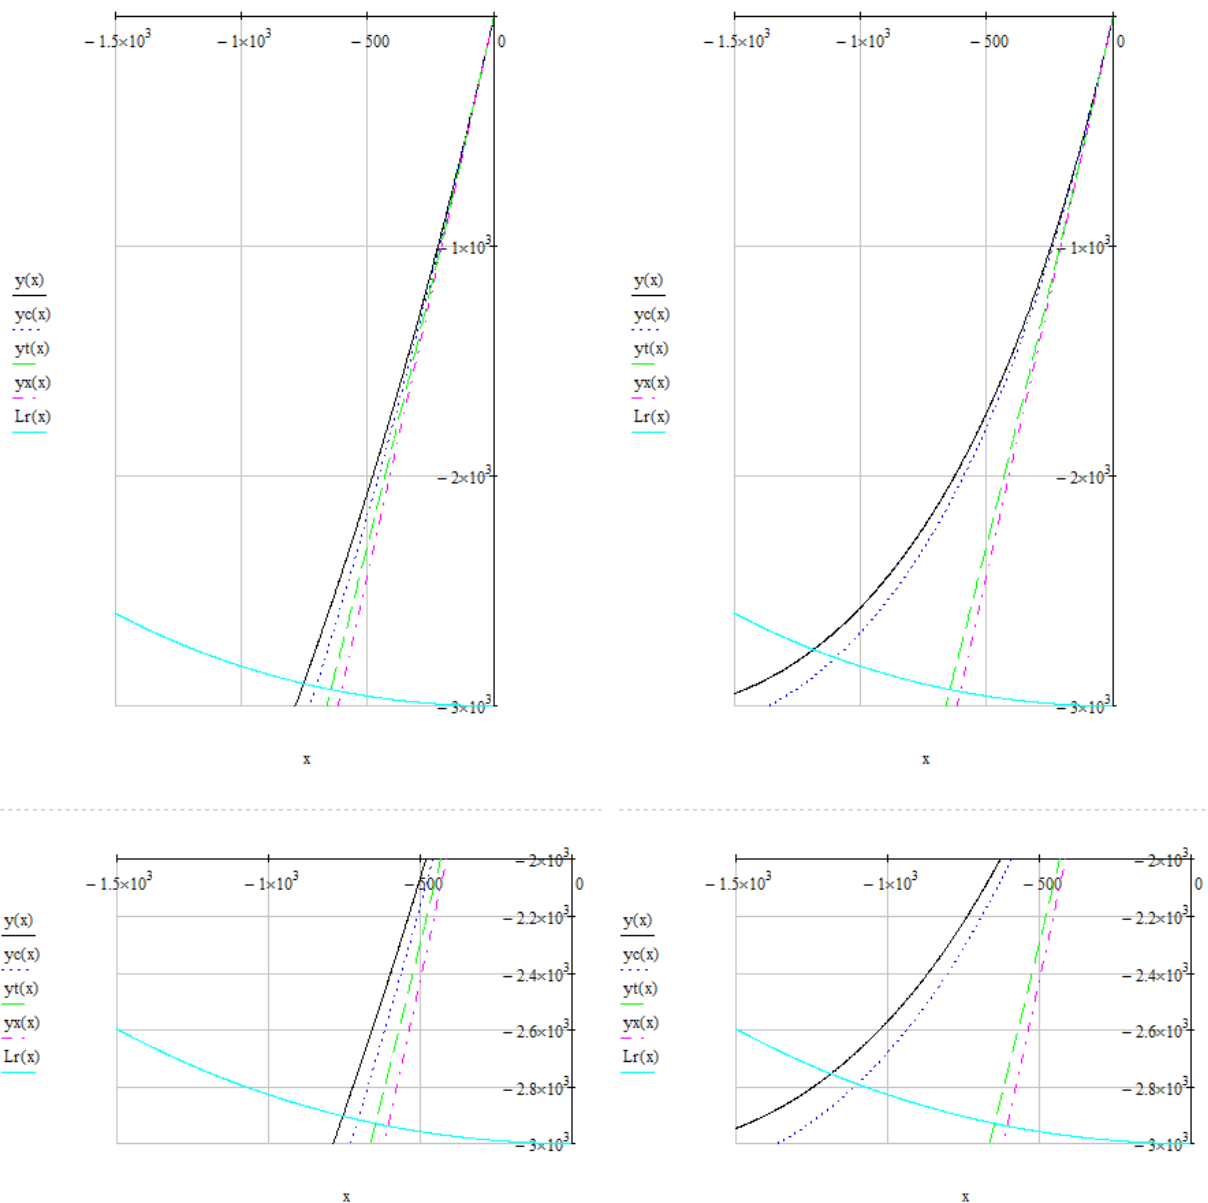 − 1.5×10³ − 1×10³ − 500 0
− 1×10³
− 2×10³
− 3×10³
y(x)
yc(x)
yt(x)
yx(x)
Lr(x)
x
− 1.5×10³ − 1×10³ − 500 0
− 1×10³
− 2×10³
− 3×10³
y(x)
yc(x)
yt(x)
yx(x)
Lr(x)
x
− 1.5×10³ − 1×10³ − 500 0
− 2×10³
− 2.2×10³
− 2.4×10³
− 2.6×10³
− 2.8×10³
− 3×10³
y(x)
yc(x)
yt(x)
yx(x)
Lr(x)
x
− 1.5×10³ − 1×10³ − 500 0
− 2×10³
− 2.2×10³
− 2.4×10³
− 2.6×10³
− 2.8×10³
− 3×10³
y(x)
yc(x)
yt(x)
yx(x)
Lr(x)
x